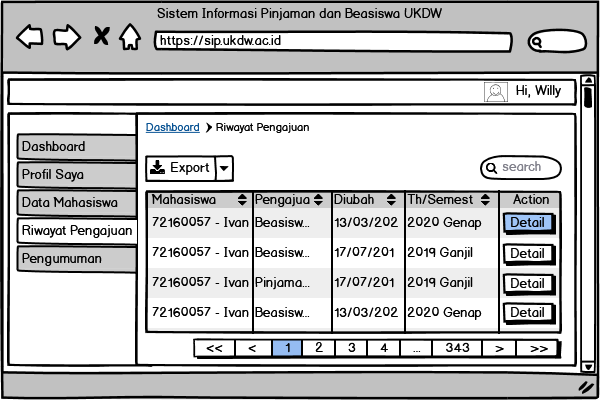 Sistem Informasi Pinjaman dan Beasiswa UKDW
https://sip.ukdw.ac.id
Hi, Willy
Dashboard
Profil Saya
Data Mahasiswa
Riwayat Pengajuan
Pengumuman
Dashboard Riwayat Pengajuan
Export search
Mahasiswa Pengajua Diubah Th/Semest Action
72160057 - Ivan Beasisw... 13/03/202 2020 Genap Detail
72160057 - Ivan Beasisw... 17/07/201 2019 Ganjil Detail
72160057 - Ivan Pinjama... 17/07/201 2019 Ganjil Detail
72160057 - Ivan Beasisw... 13/03/202 2020 Genap Detail
<< < 1 2 3 4 ... 343 > >>